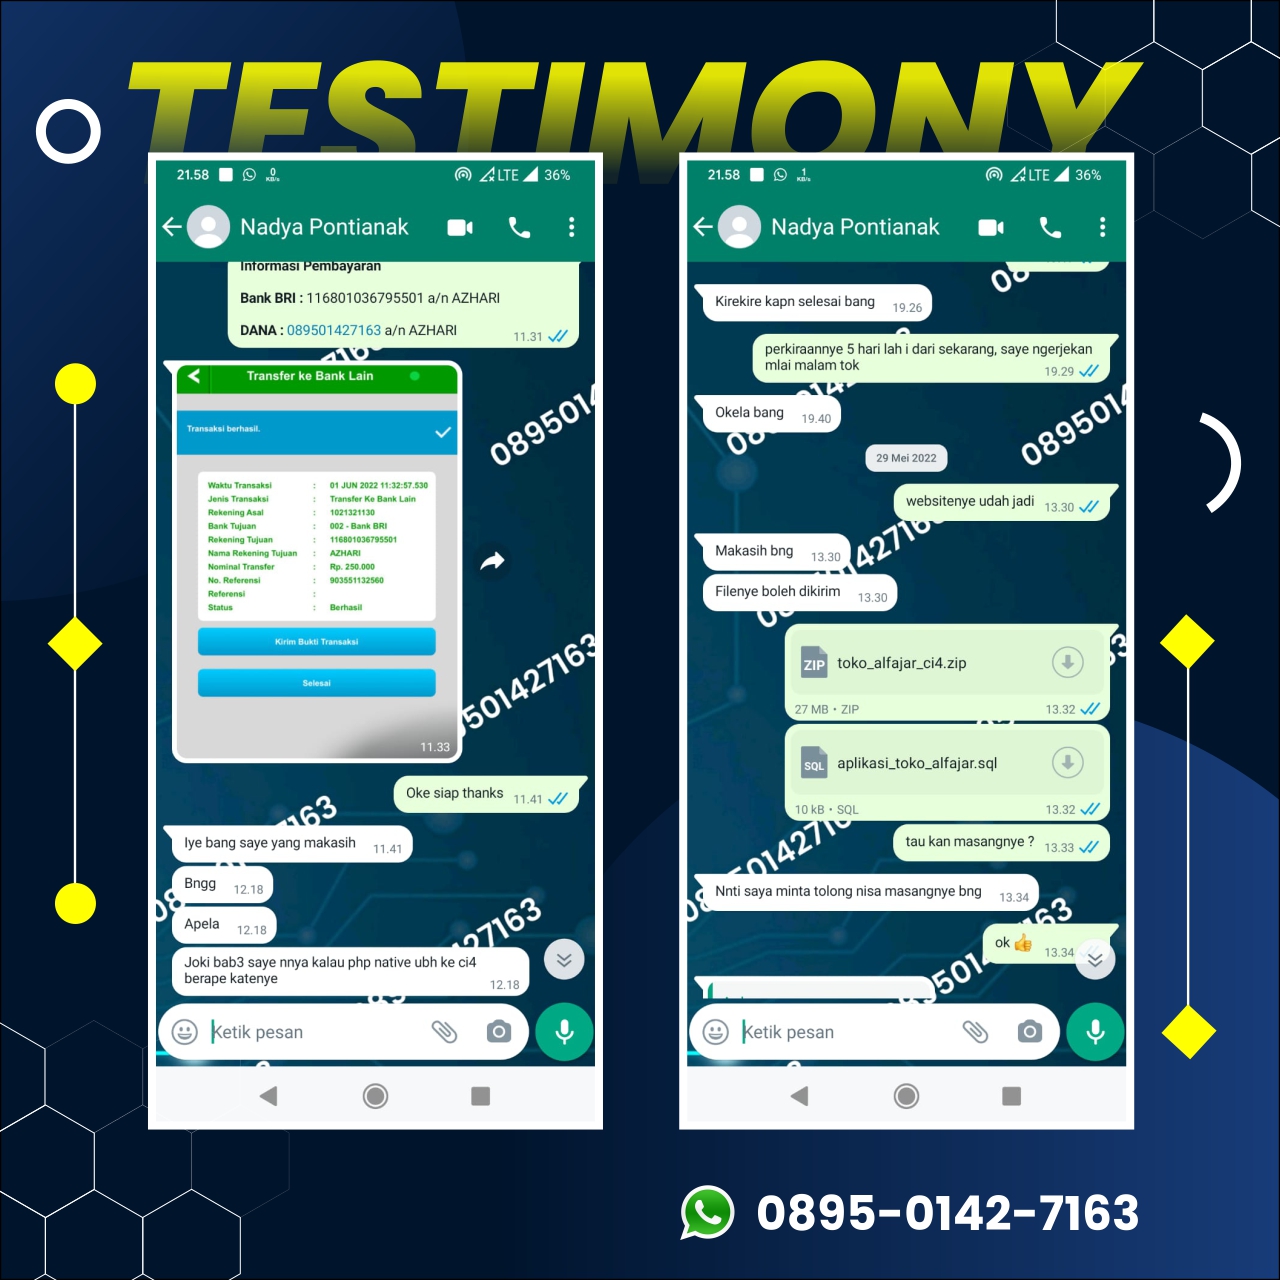 TESTIMONY
21.58 0 KB/s LTE 36%
Nadya Pontianak
Informasi Pembayaran
Bank BRI : 116801036795501 a/n AZHARI
DANA : 089501427163 a/n AZHARI
11.31
Transfer ke Bank Lain
Transaksi berhasil.
Waktu Transaksi : 01 JUN 2022 11:32:57.530
Jenis Transaksi : Transfer Ke Bank Lain
Rekening Asal : 1021321130
Bank Tujuan : 002 - Bank BRI
Rekening Tujuan : 116801036795501
Nama Rekening Tujuan : AZHARI
Nominal Transfer : Rp. 250.000
No. Referensi : 903551132560
Referensi :
Status : Berhasil
Kirim Bukti Transaksi
Selesai
11.33
Oke siap thanks 11.41
Iye bang saye yang makasih 11.41
Bngg 12.18
Apela 12.18
Joki bab3 saye nnya kalau php native ubh ke ci4
berape katenye
12.18
Ketik pesan
21.58 1 KB/s LTE 36%
Nadya Pontianak
Kirekire kapn selesai bang 19.26
perkiraannye 5 hari lah i dari sekarang, saye ngerjekan
mlai malam tok
19.29
Okela bang 19.40
29 Mei 2022
websitenye udah jadi 13.30
Makasih bng 13.30
Filenye boleh dikirim 13.30
ZIP toko_alfajar_ci4.zip
27 MB • ZIP 13.32
SQL aplikasi_toko_alfajar.sql
10 kB • SQL 13.32
tau kan masangnye ? 13.33
Nnti saya minta tolong nisa masangnye bng 13.34
ok 👍 13.34
Ketik pesan
0895-0142-7163